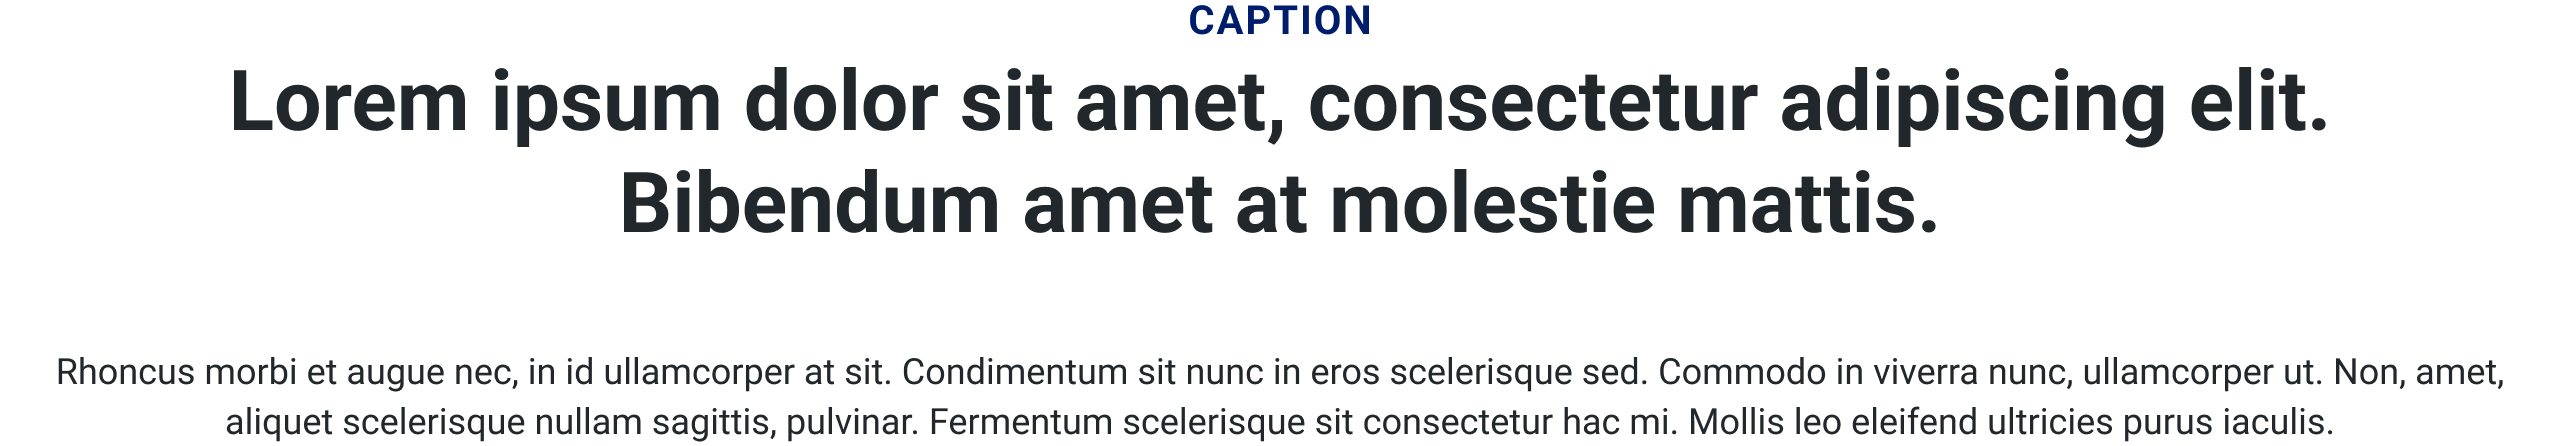 CAPTION
Lorem ipsum dolor sit amet, consectetur adipiscing elit.
Bibendum amet at molestie mattis.
Rhoncus morbi et augue nec, in id ullamcorper at sit. Condimentum sit nunc in eros scelerisque sed. Commodo in viverra nunc, ullamcorper ut. Non, amet,
aliquet scelerisque nullam sagittis, pulvinar. Fermentum scelerisque sit consectetur hac mi. Mollis leo eleifend ultricies purus iaculis.